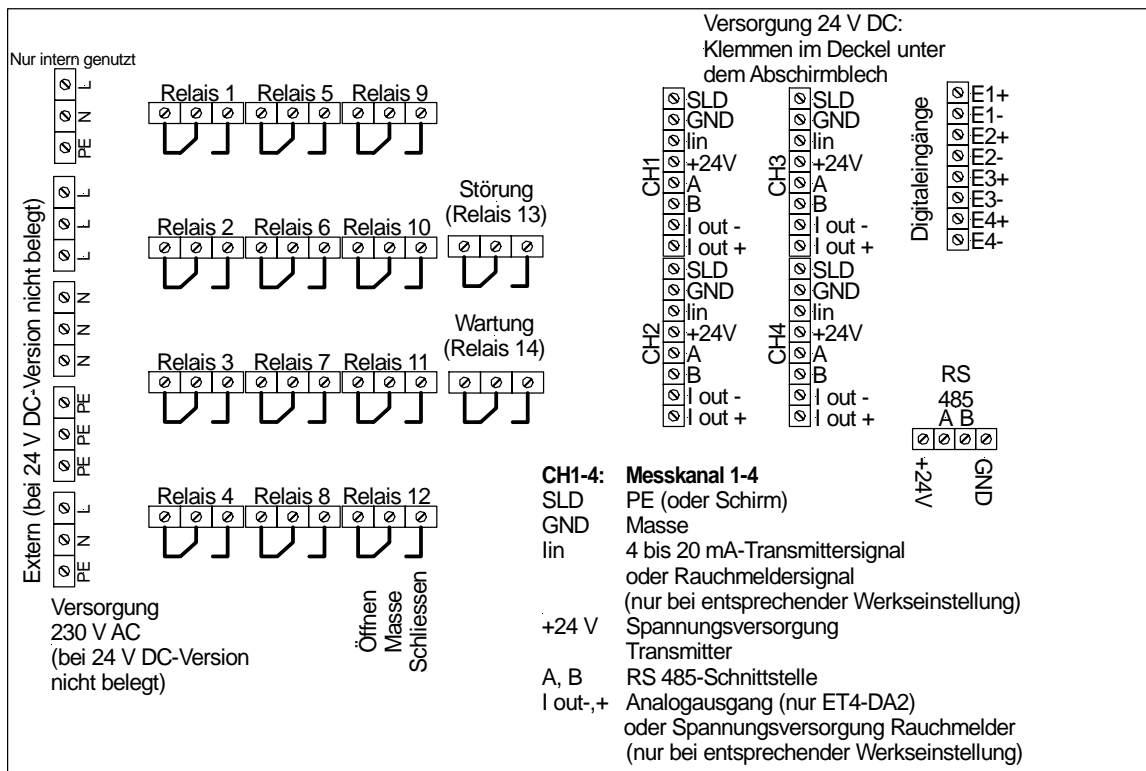 Nur intern genutzt
L
N
PE
L
L
L
N
N
N
PE
PE
PE
L
N
PE
Extern (bei 24 V DC-Version nicht belegt)
Versorgung
230 V AC
(bei 24 V DC-Version
nicht belegt)
Relais 1 Relais 5 Relais 9
Relais 2 Relais 6 Relais 10
Störung
(Relais 13)
Relais 3 Relais 7 Relais 11
Wartung
(Relais 14)
Relais 4 Relais 8 Relais 12
Öffnen
Masse
Schliessen
Versorgung 24 V DC:
Klemmen im Deckel unter
dem Abschirmblech
CH1
SLD
GND
Iin
+24V
A
B
I out -
I out +
CH2
SLD
GND
Iin
+24V
A
B
I out -
I out +
CH3
SLD
GND
Iin
+24V
A
B
I out -
I out +
CH4
SLD
GND
Iin
+24V
A
B
I out -
I out +
Digitaleingänge
E1+
E1-
E2+
E2-
E3+
E3-
E4+
E4-
RS
485
A B
+24V
GND
CH1-4: Messkanal 1-4
SLD PE (oder Schirm)
GND Masse
Iin 4 bis 20 mA-Transmittersignal
oder Rauchmeldersignal
(nur bei entsprechender Werkseinstellung)
+24 V Spannungsversorgung
Transmitter
A, B RS 485-Schnittstelle
I out-,+ Analogausgang (nur ET4-DA2)
oder Spannungsversorgung Rauchmelder
(nur bei entsprechender Werkseinstellung)